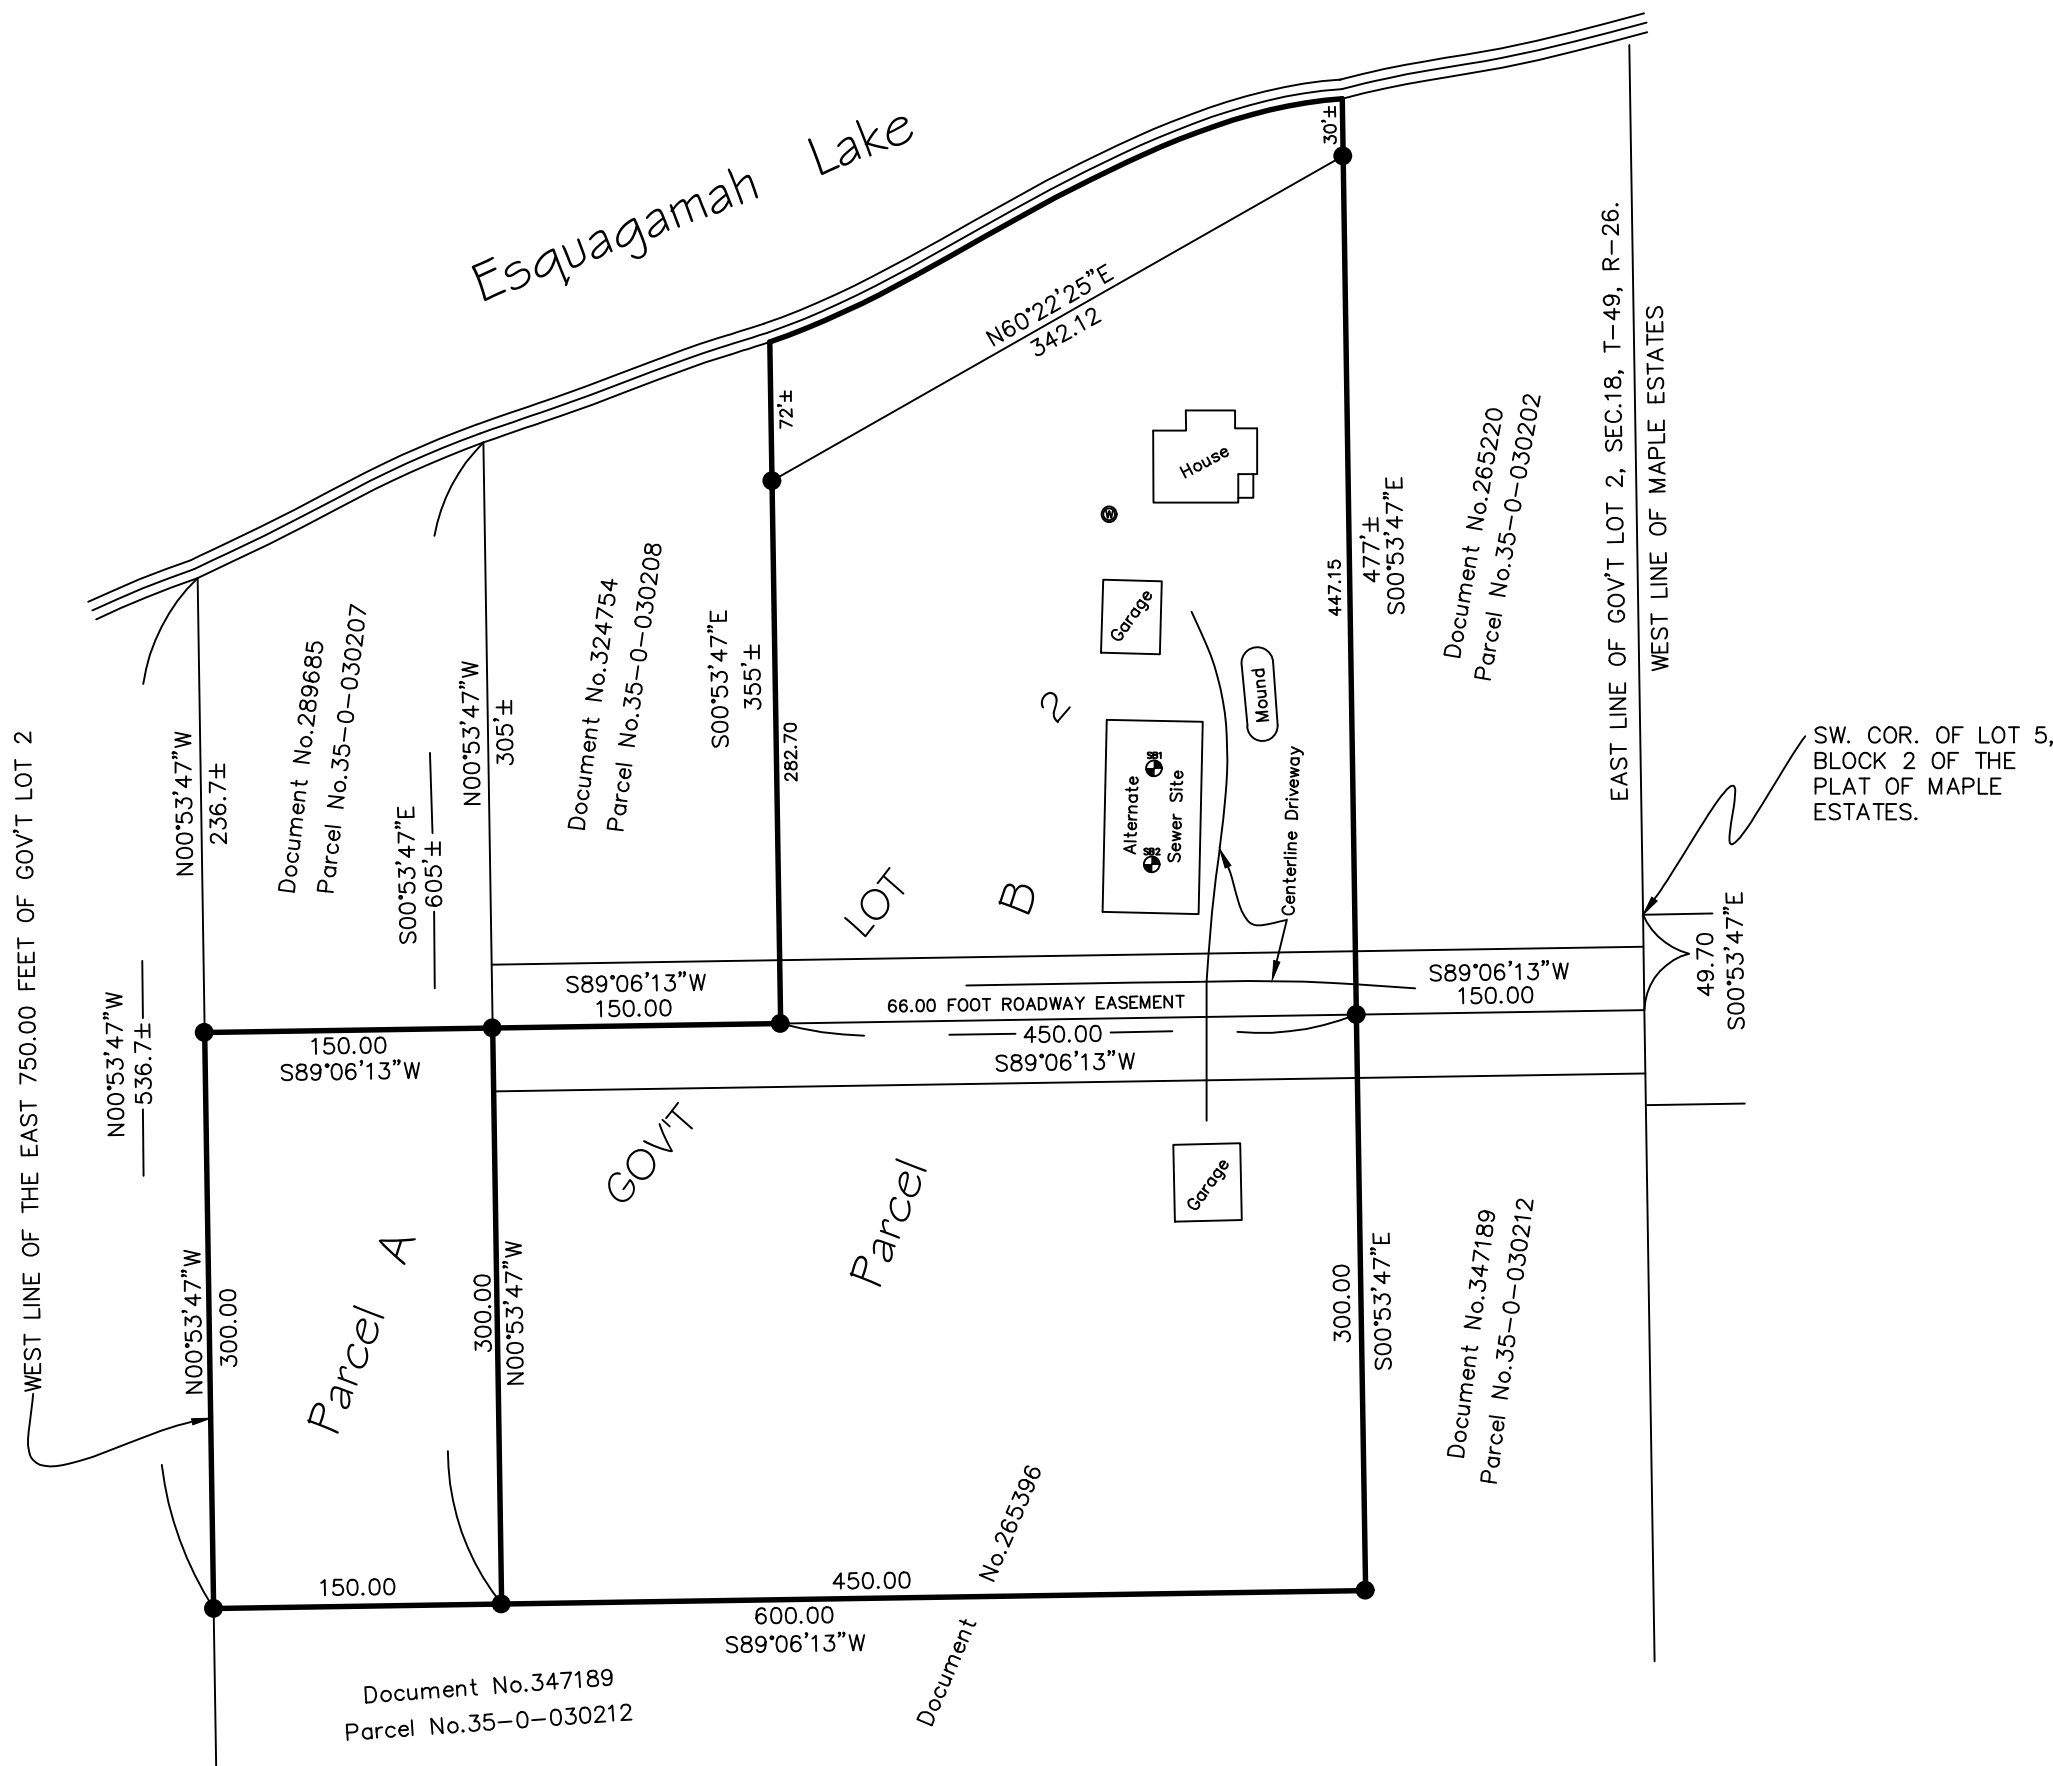 Esquagamah Lake
30'±
N60°22'25"E
342.12
72'±
House
W
EAST LINE OF GOV'T LOT 2, SEC.18, T-49, R-26.
WEST LINE OF MAPLE ESTATES
Document No.265220
Parcel No.35-0-030202
477'±
S00°53'47"E
447.15
Garage
Mound
2
SB1
Alternate
Sewer Site
SB2
Centerline Driveway
SW. COR. OF LOT 5,
BLOCK 2 OF THE
PLAT OF MAPLE
ESTATES.
49.70
S00°53'47"E
WEST LINE OF THE EAST 750.00 FEET OF GOV'T LOT 2
N00°53'47"W
236.7±
Document No.289685
Parcel No.35-0-030207
S00°53'47"E
605'±
N00°53'47"W
305'±
Document No.324754
Parcel No.35-0-030208
S00°53'47"E
355'±
282.70
LOT
B
N00°53'47"W
536.7±
S89°06'13"W
150.00
66.00 FOOT ROADWAY EASEMENT
S89°06'13"W
150.00
150.00
S89°06'13"W
450.00
S89°06'13"W
GOV'T
Parcel
Garage
Parcel A
N00°53'47"W
300.00
300.00
N00°53'47"W
300.00
S00°53'47"E
Document No.347189
Parcel No.35-0-030212
150.00
450.00
600.00
S89°06'13"W
Document No.265396
Document No.347189
Parcel No.35-0-030212